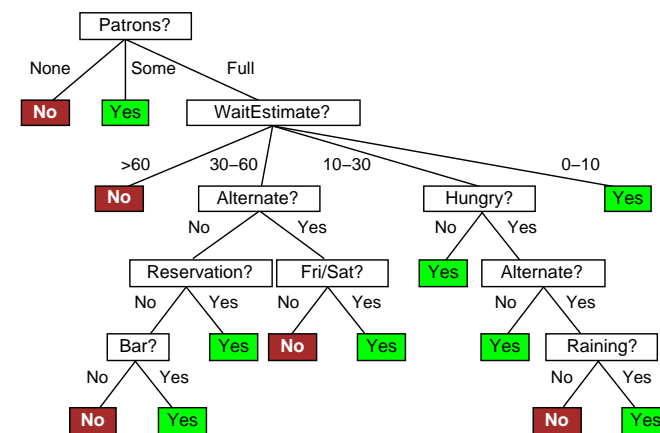 Patrons?
None Some Full
No Yes WaitEstimate?
>60 30–60 10–30 0–10
No Alternate? Hungry? Yes
No Yes No Yes
Reservation? Fri/Sat? Yes Alternate?
No Yes No Yes No Yes
Bar? Yes No Yes Yes Raining?
No Yes No Yes
No Yes No Yes